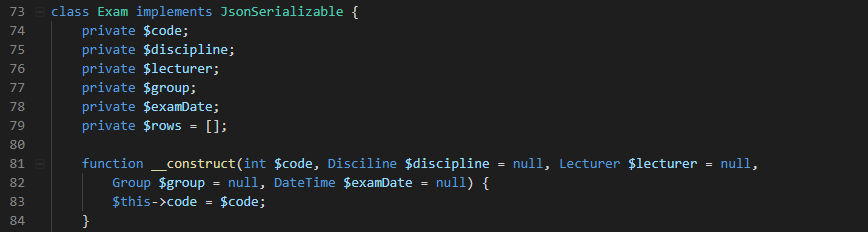 73 class Exam implements JsonSerializable {
74     private $code;
75     private $discipline;
76     private $lecturer;
77     private $group;
78     private $examDate;
79     private $rows = [];
80
81     function __construct(int $code, Disciline $discipline = null, Lecturer $lecturer = null,
82         Group $group = null, DateTime $examDate = null) {
83         $this->code = $code;
84     }